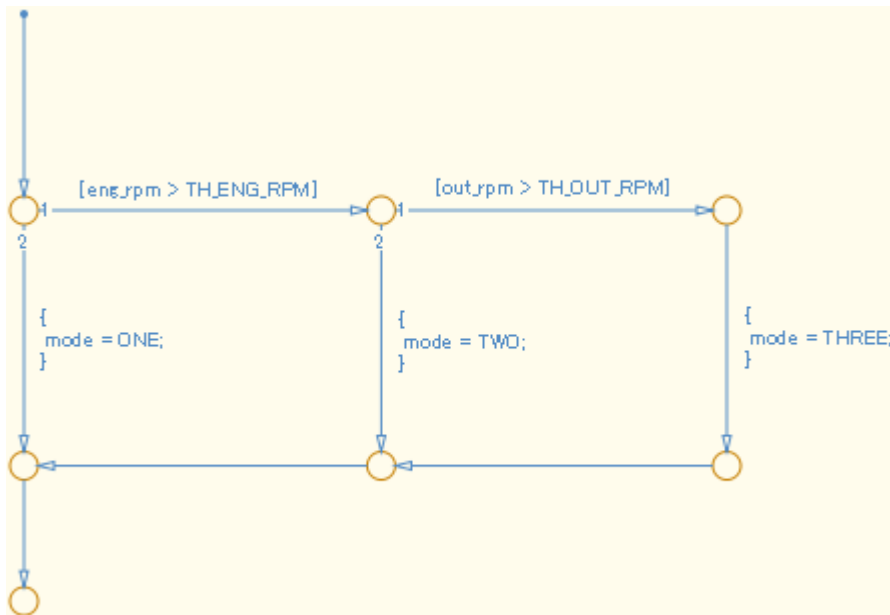 [eng_rpm > TH_ENG_RPM]
[out_rpm > TH_OUT_RPM]
1
1
2
2
{
mode = ONE;
}
{
mode = TWO;
}
{
mode = THREE;
}